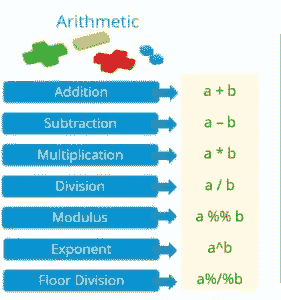 Arithmetic
Addition a + b
Subtraction a – b
Multiplication a * b
Division a / b
Modulus a %% b
Exponent a^b
Floor Division a%/%b